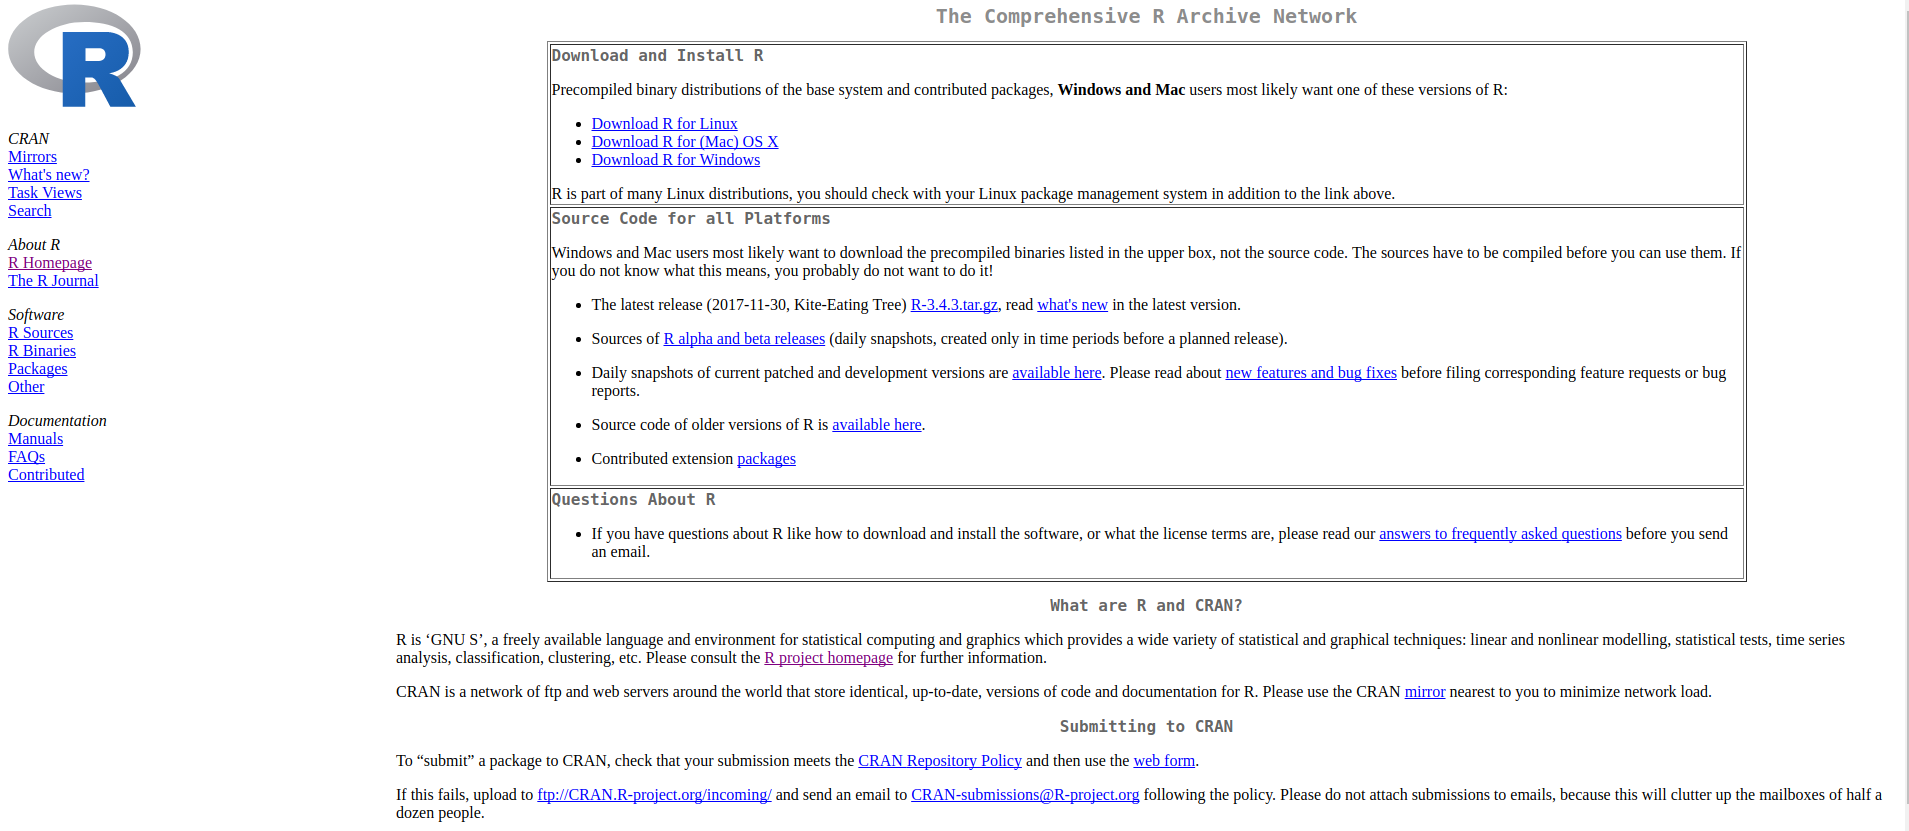 R
CRAN
Mirrors
What's new?
Task Views
Search
About R
R Homepage
The R Journal
Software
R Sources
R Binaries
Packages
Other
Documentation
Manuals
FAQs
Contributed
The Comprehensive R Archive Network
Download and Install R
Precompiled binary distributions of the base system and contributed packages, Windows and Mac users most likely want one of these versions of R:
Download R for Linux
Download R for (Mac) OS X
Download R for Windows
R is part of many Linux distributions, you should check with your Linux package management system in addition to the link above.
Source Code for all Platforms
Windows and Mac users most likely want to download the precompiled binaries listed in the upper box, not the source code. The sources have to be compiled before you can use them. If
you do not know what this means, you probably do not want to do it!
The latest release (2017-11-30, Kite-Eating Tree) R-3.4.3.tar.gz, read what's new in the latest version.
Sources of R alpha and beta releases (daily snapshots, created only in time periods before a planned release).
Daily snapshots of current patched and development versions are available here. Please read about new features and bug fixes before filing corresponding feature requests or bug
reports.
Source code of older versions of R is available here.
Contributed extension packages
Questions About R
If you have questions about R like how to download and install the software, or what the license terms are, please read our answers to frequently asked questions before you send
an email.
What are R and CRAN?
R is ‘GNU S’, a freely available language and environment for statistical computing and graphics which provides a wide variety of statistical and graphical techniques: linear and nonlinear modelling, statistical tests, time series
analysis, classification, clustering, etc. Please consult the R project homepage for further information.
CRAN is a network of ftp and web servers around the world that store identical, up-to-date, versions of code and documentation for R. Please use the CRAN mirror nearest to you to minimize network load.
Submitting to CRAN
To “submit” a package to CRAN, check that your submission meets the CRAN Repository Policy and then use the web form.
If this fails, upload to ftp://CRAN.R-project.org/incoming/ and send an email to CRAN-submissions@R-project.org following the policy. Please do not attach submissions to emails, because this will clutter up the mailboxes of half a
dozen people.